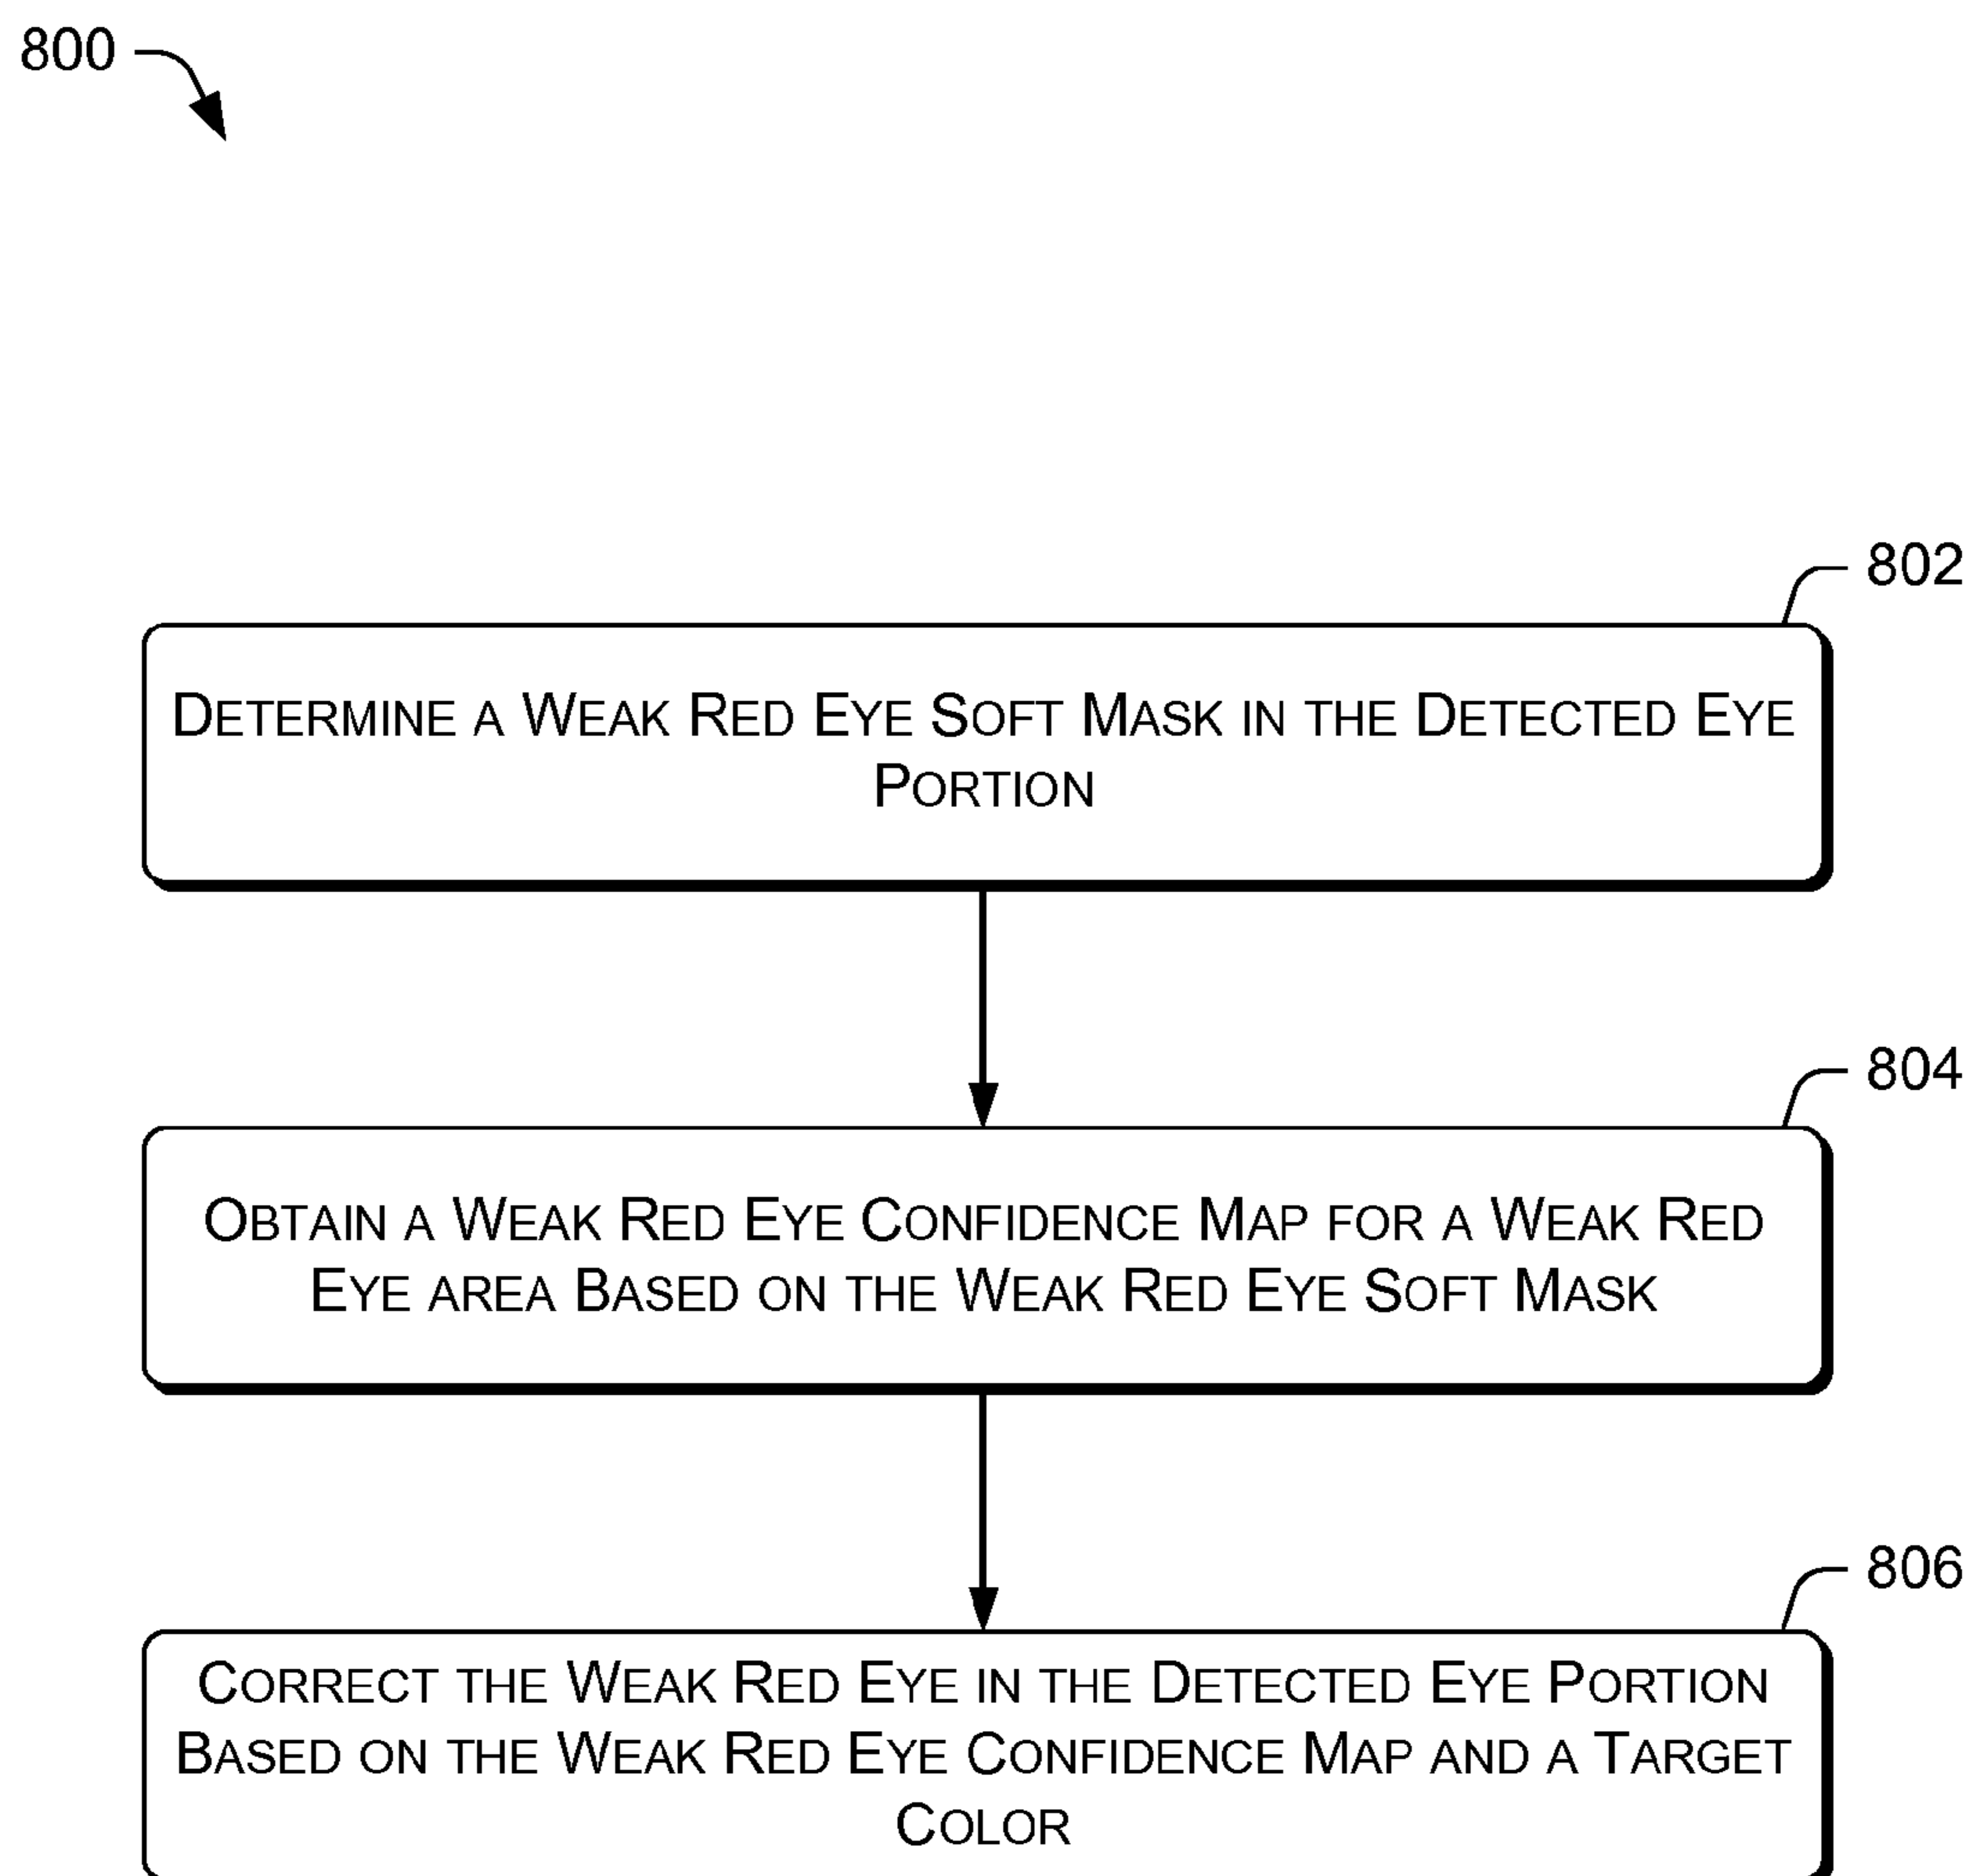 800
802
Determine a Weak Red Eye Soft Mask in the Detected Eye
Portion
804
Obtain a Weak Red Eye Confidence Map for a Weak Red
Eye area Based on the Weak Red Eye Soft Mask
806
Correct the Weak Red Eye in the Detected Eye Portion
Based on the Weak Red Eye Confidence Map and a Target
Color